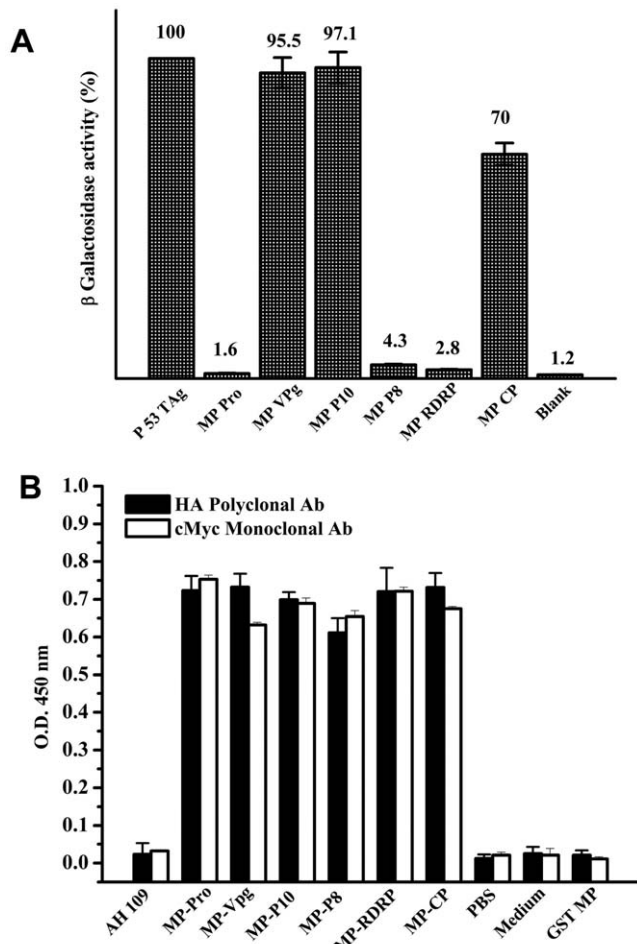 A
β Galactosidase activity (%)
100
1.6
95.5
97.1
4.3
2.8
70
1.2
P 53 TAg
MP Pro
MP VPg
MP P10
MP P8
MP RDRP
MP CP
Blank
B
HA Polyclonal Ab
cMyc Monoclonal Ab
O.D. 450 nm
1.0
0.9
0.8
0.7
0.6
0.5
0.4
0.3
0.2
0.1
0.0
AH 109
MP-Pro
MP-Vpg
MP-P10
MP-P8
MP-RDRP
MP-CP
PBS
Medium
GST MP